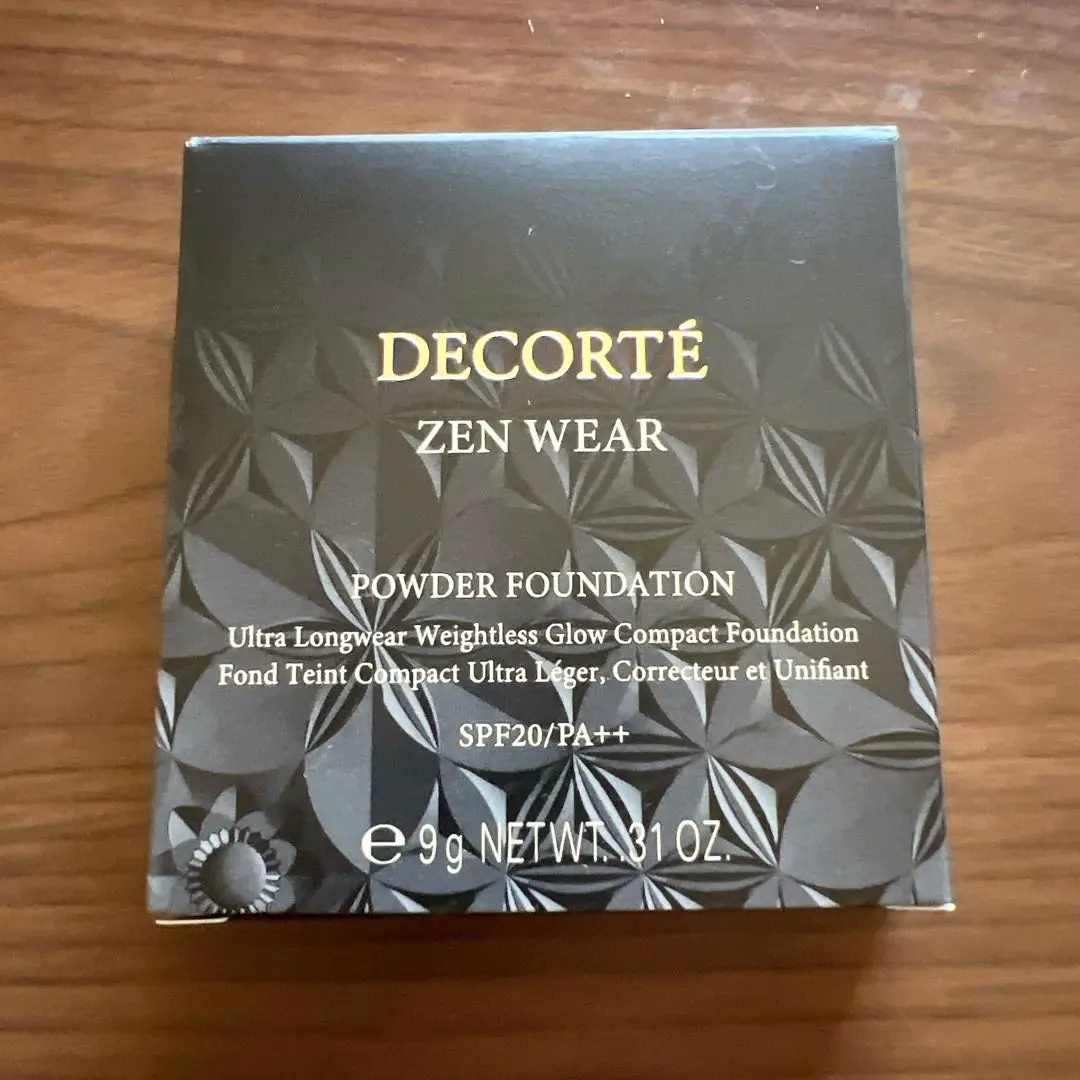 DECORTÉ
ZEN WEAR
POWDER FOUNDATION
Ultra Longwear Weightless Glow Compact Foundation
Fond Teint Compact Ultra Léger, Correcteur et Unifiant
SPF20/PA++
e 9g NETWT. .31 OZ.